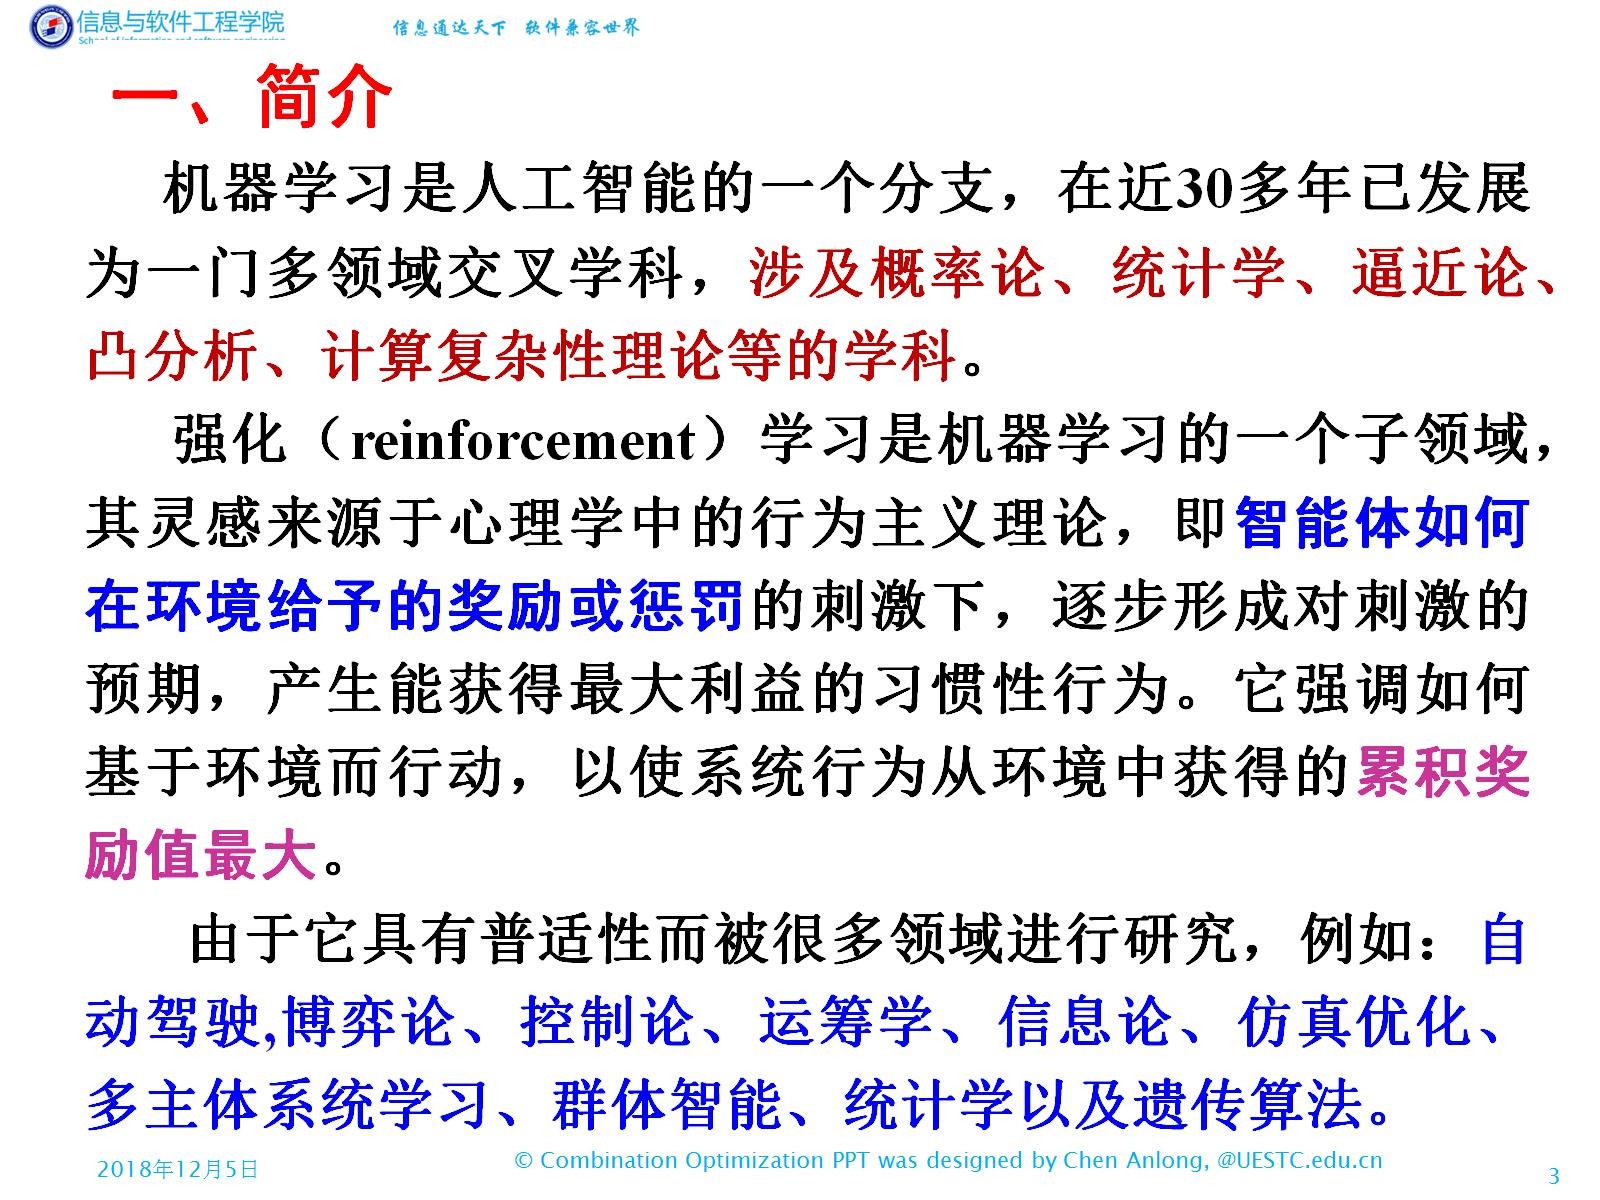 信息与软件工程学院
School of information and software engineering
信息通达天下 软件兼容世界
一、简介
机器学习是人工智能的一个分支，在近30多年已发展
为一门多领域交叉学科，涉及概率论、统计学、逼近论、
凸分析、计算复杂性理论等的学科。
强化（reinforcement）学习是机器学习的一个子领域，
其灵感来源于心理学中的行为主义理论，即智能体如何
在环境给予的奖励或惩罚的刺激下，逐步形成对刺激的
预期，产生能获得最大利益的习惯性行为。它强调如何
基于环境而行动，以使系统行为从环境中获得的累积奖
励值最大。
由于它具有普适性而被很多领域进行研究，例如：自
动驾驶,博弈论、控制论、运筹学、信息论、仿真优化、
多主体系统学习、群体智能、统计学以及遗传算法。
2018年12月5日
© Combination Optimization PPT was designed by Chen Anlong, @UESTC.edu.cn
3